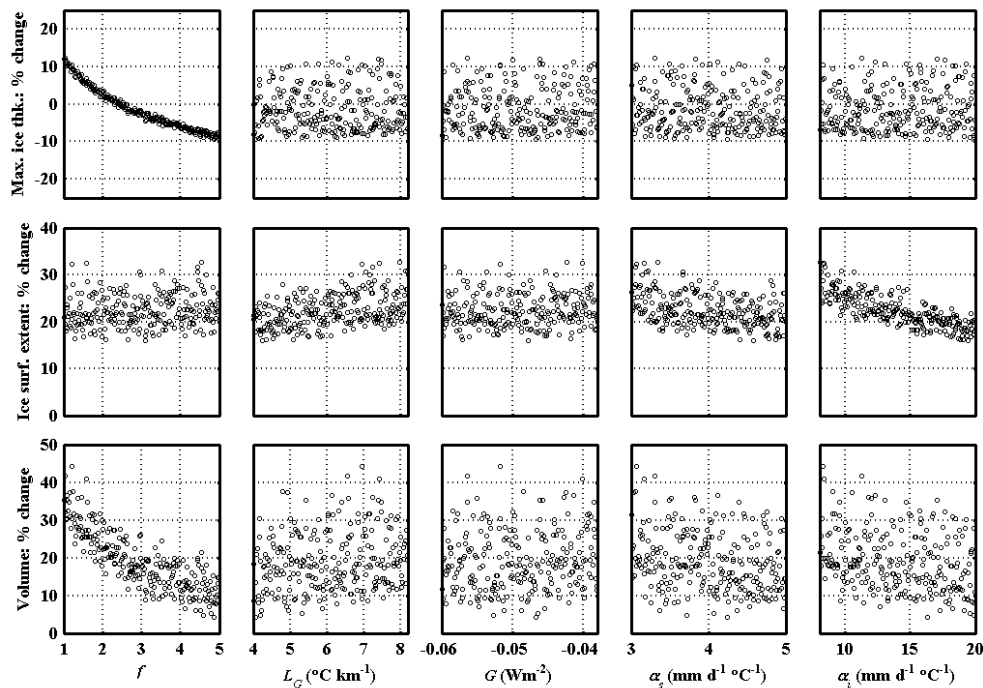 Max. ice thk.: % change
20
10
0
-10
-20
Ice surf. extent: % change
40
30
20
10
0
Volume: % change
50
40
30
20
10
0
1 2 3 4 5
f
4 5 6 7 8
L_G (°C km⁻¹)
-0.06 -0.05 -0.04
G (Wm⁻²)
3 4 5
α_s (mm d⁻¹ °C⁻¹)
10 15 20
α_i (mm d⁻¹ °C⁻¹)